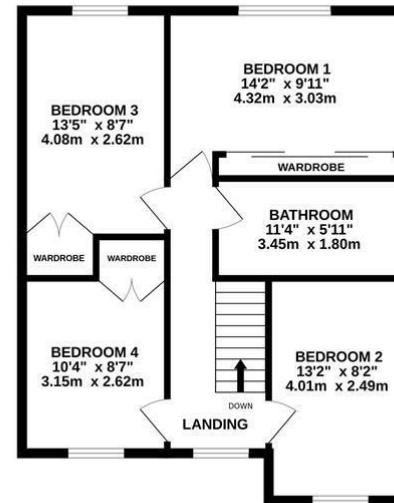 BEDROOM 1
14'2" x 9'11"
4.32m x 3.03m
BEDROOM 3
13'5" x 8'7"
4.08m x 2.62m
WARDROBE
BATHROOM
11'4" x 5'11"
3.45m x 1.80m
WARDROBE
WARDROBE
BEDROOM 4
10'4" x 8'7"
3.15m x 2.62m
BEDROOM 2
13'2" x 8'2"
4.01m x 2.49m
DOWN
LANDING